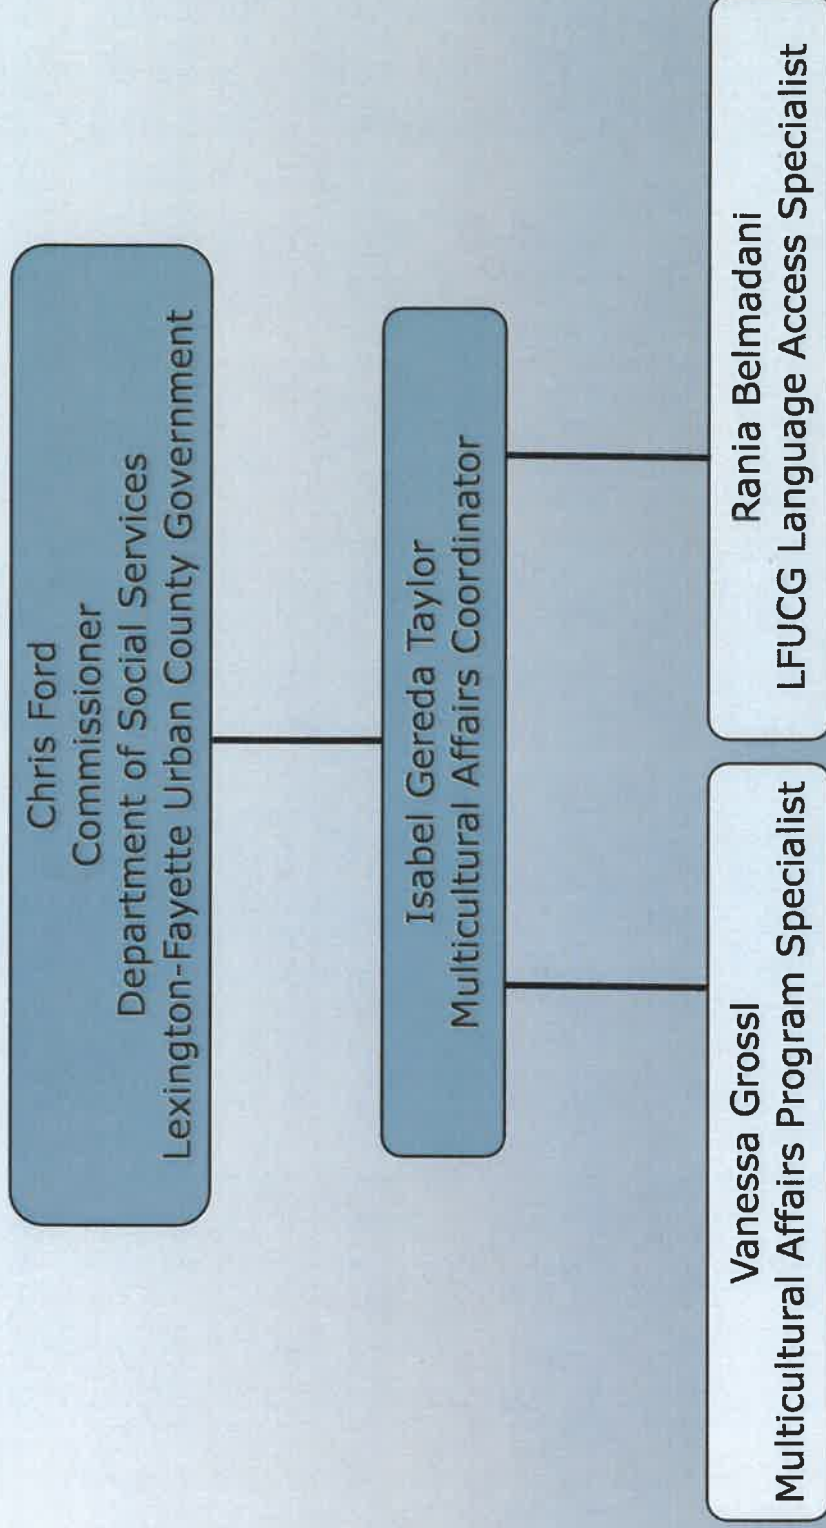 Chris Ford
Commissioner
Department of Social Services
Lexington-Fayette Urban County Government
Isabel Gereda Taylor
Multicultural Affairs Coordinator
Vanessa Grossl
Multicultural Affairs Program Specialist
Rania Belmadani
LFUCG Language Access Specialist